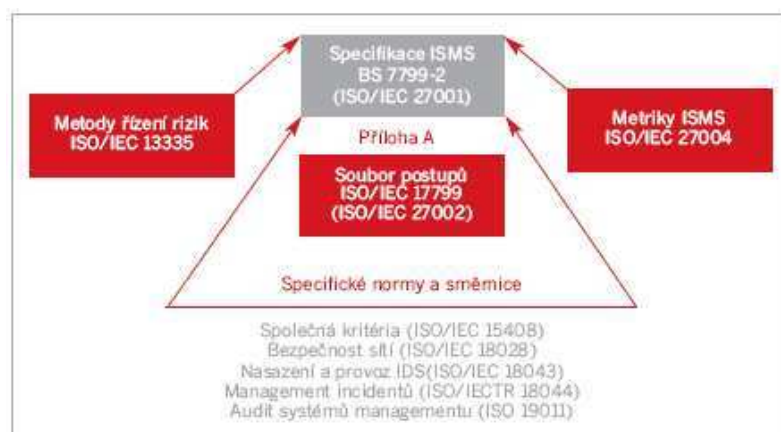 Specifikace ISMS
BS 7799-2
(ISO/IEC 27001)
Metody řízení rizik
ISO/IEC 13335
Metriky ISMS
ISO/IEC 27004
Příloha A
Soubor postupů
ISO/IEC 17799
(ISO/IEC 27002)
Specifické normy a směrnice
Společná kritéria (ISO/IEC 15408)
Bezpečnost sítí (ISO/IEC 18028)
Nasazení a provoz IDS(ISO/IEC 18043)
Management incidentů (ISO/IECTR 18044)
Audit systémů managementu (ISO 19011)